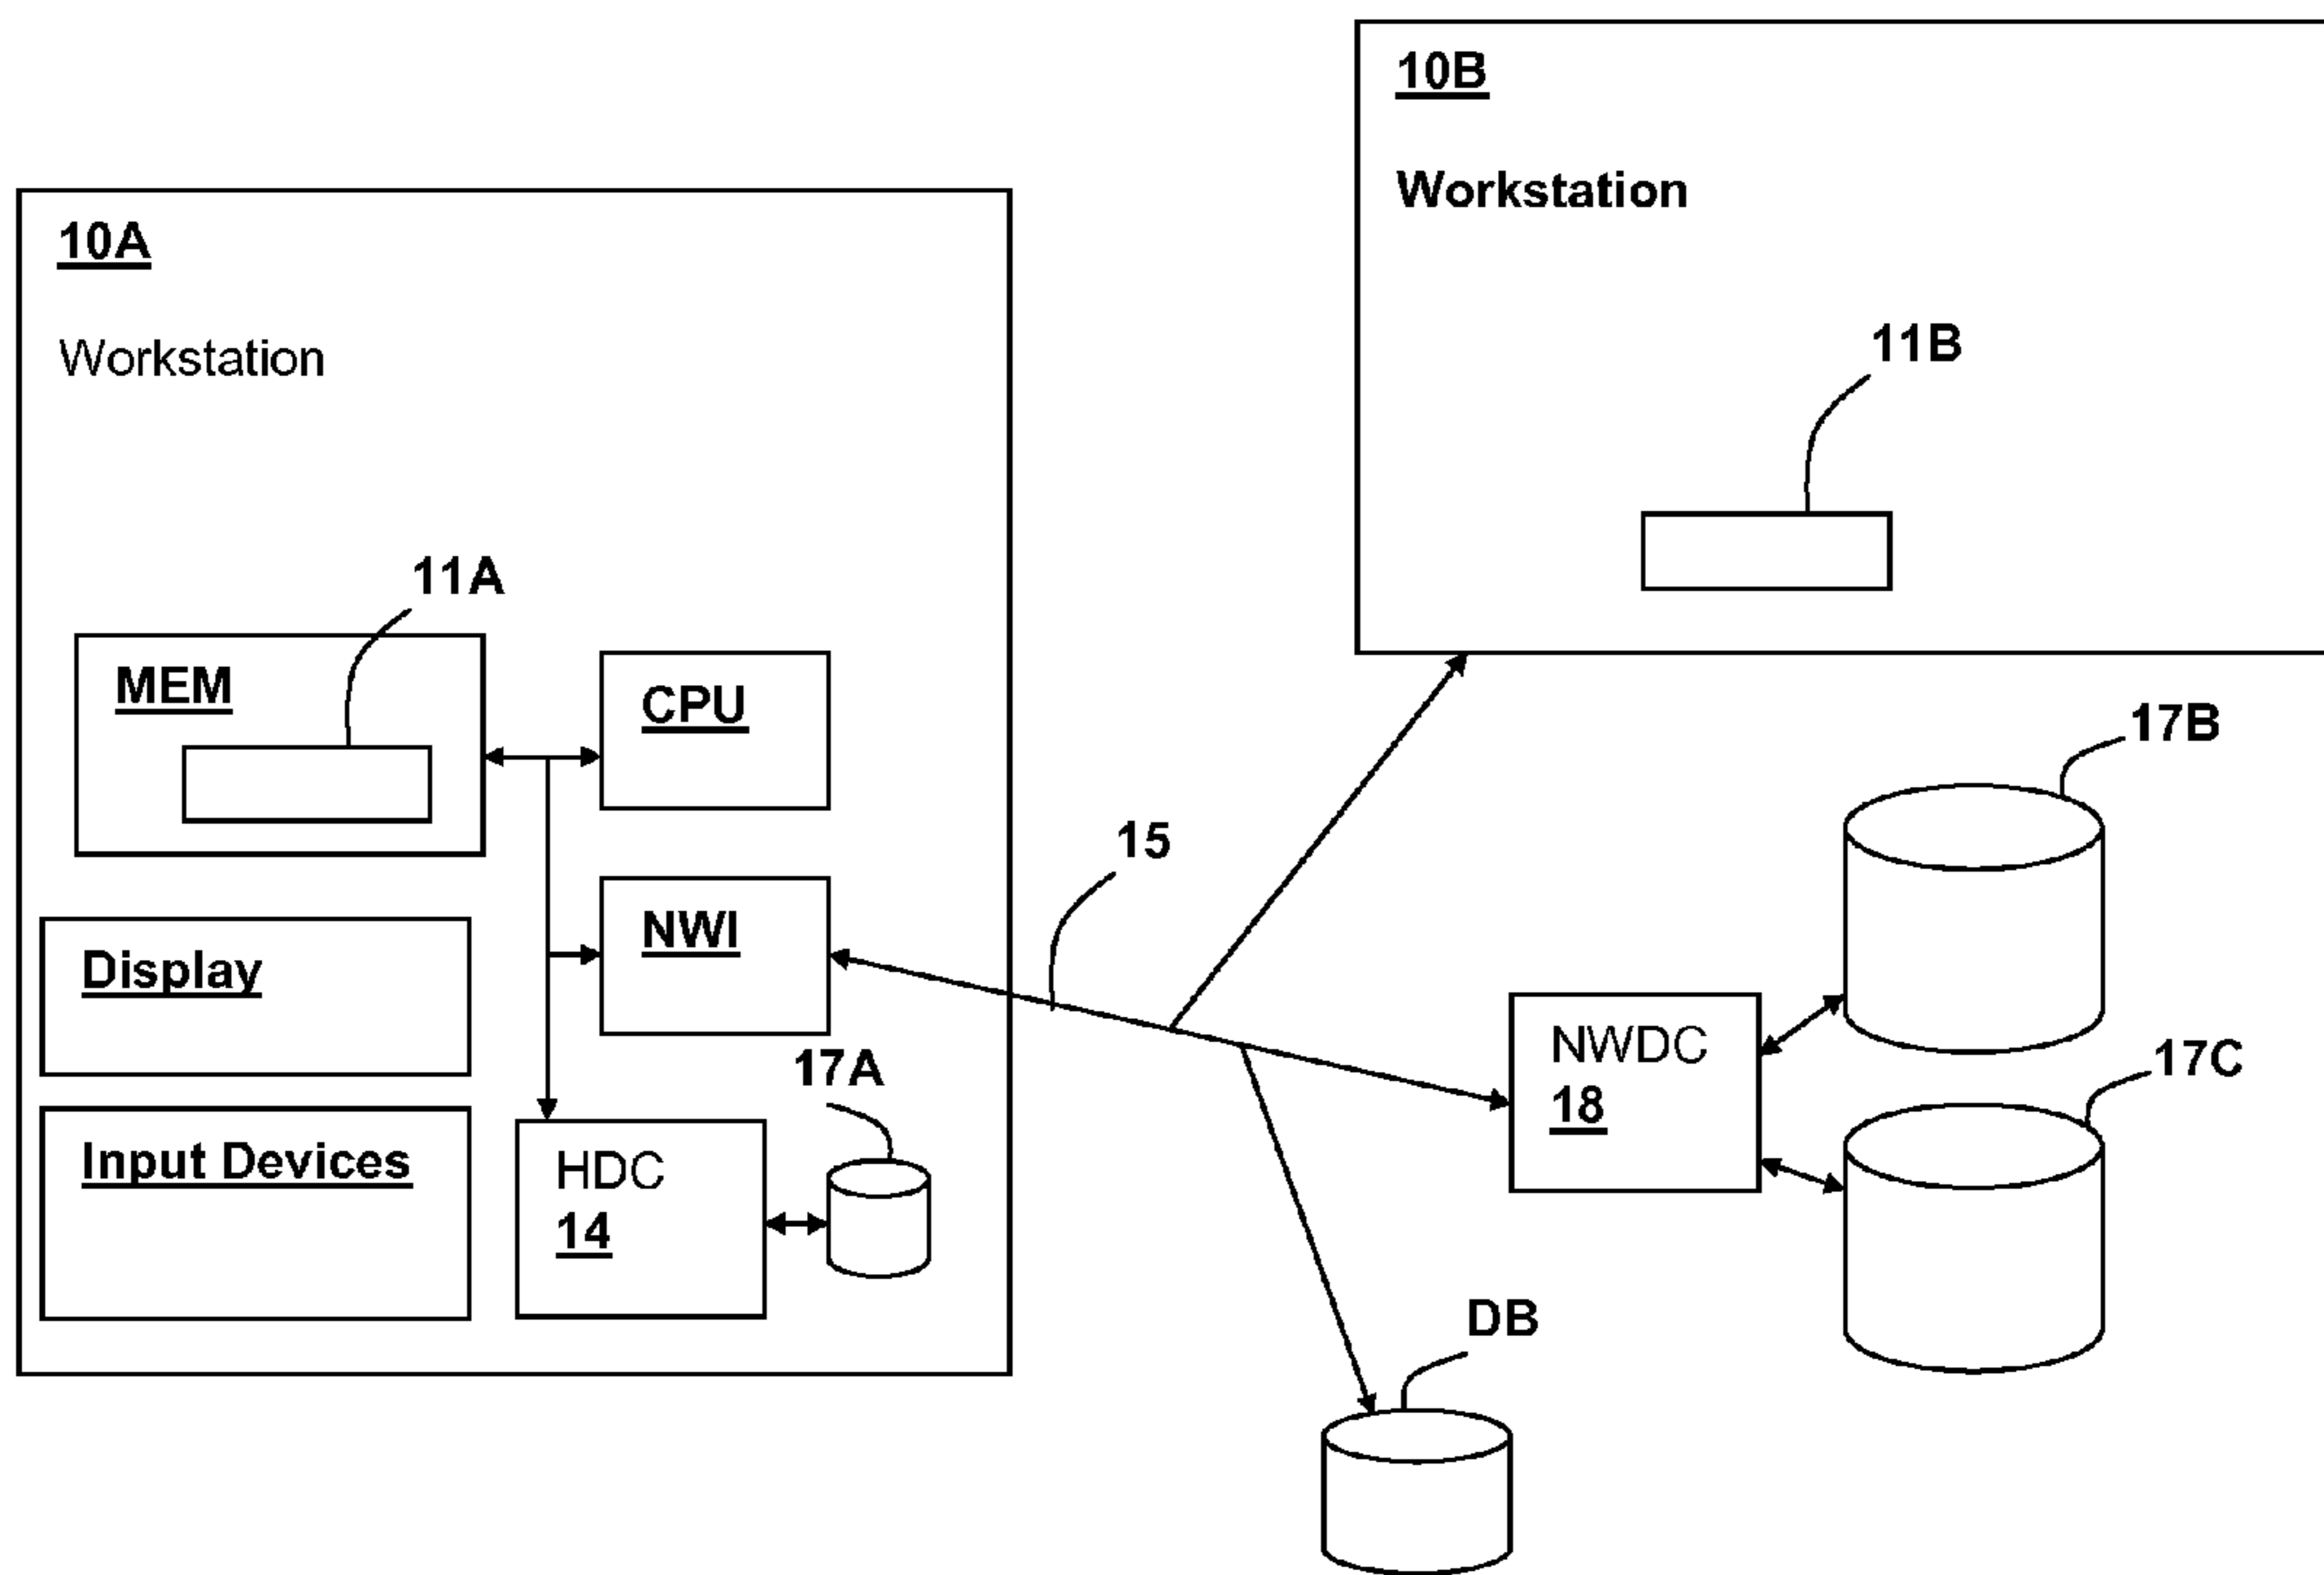 10B
Workstation
11B
10A
Workstation
11A
MEM
CPU
17B
15
NWI
Display
NWDC
18
17C
17A
Input Devices
HDC
14
DB